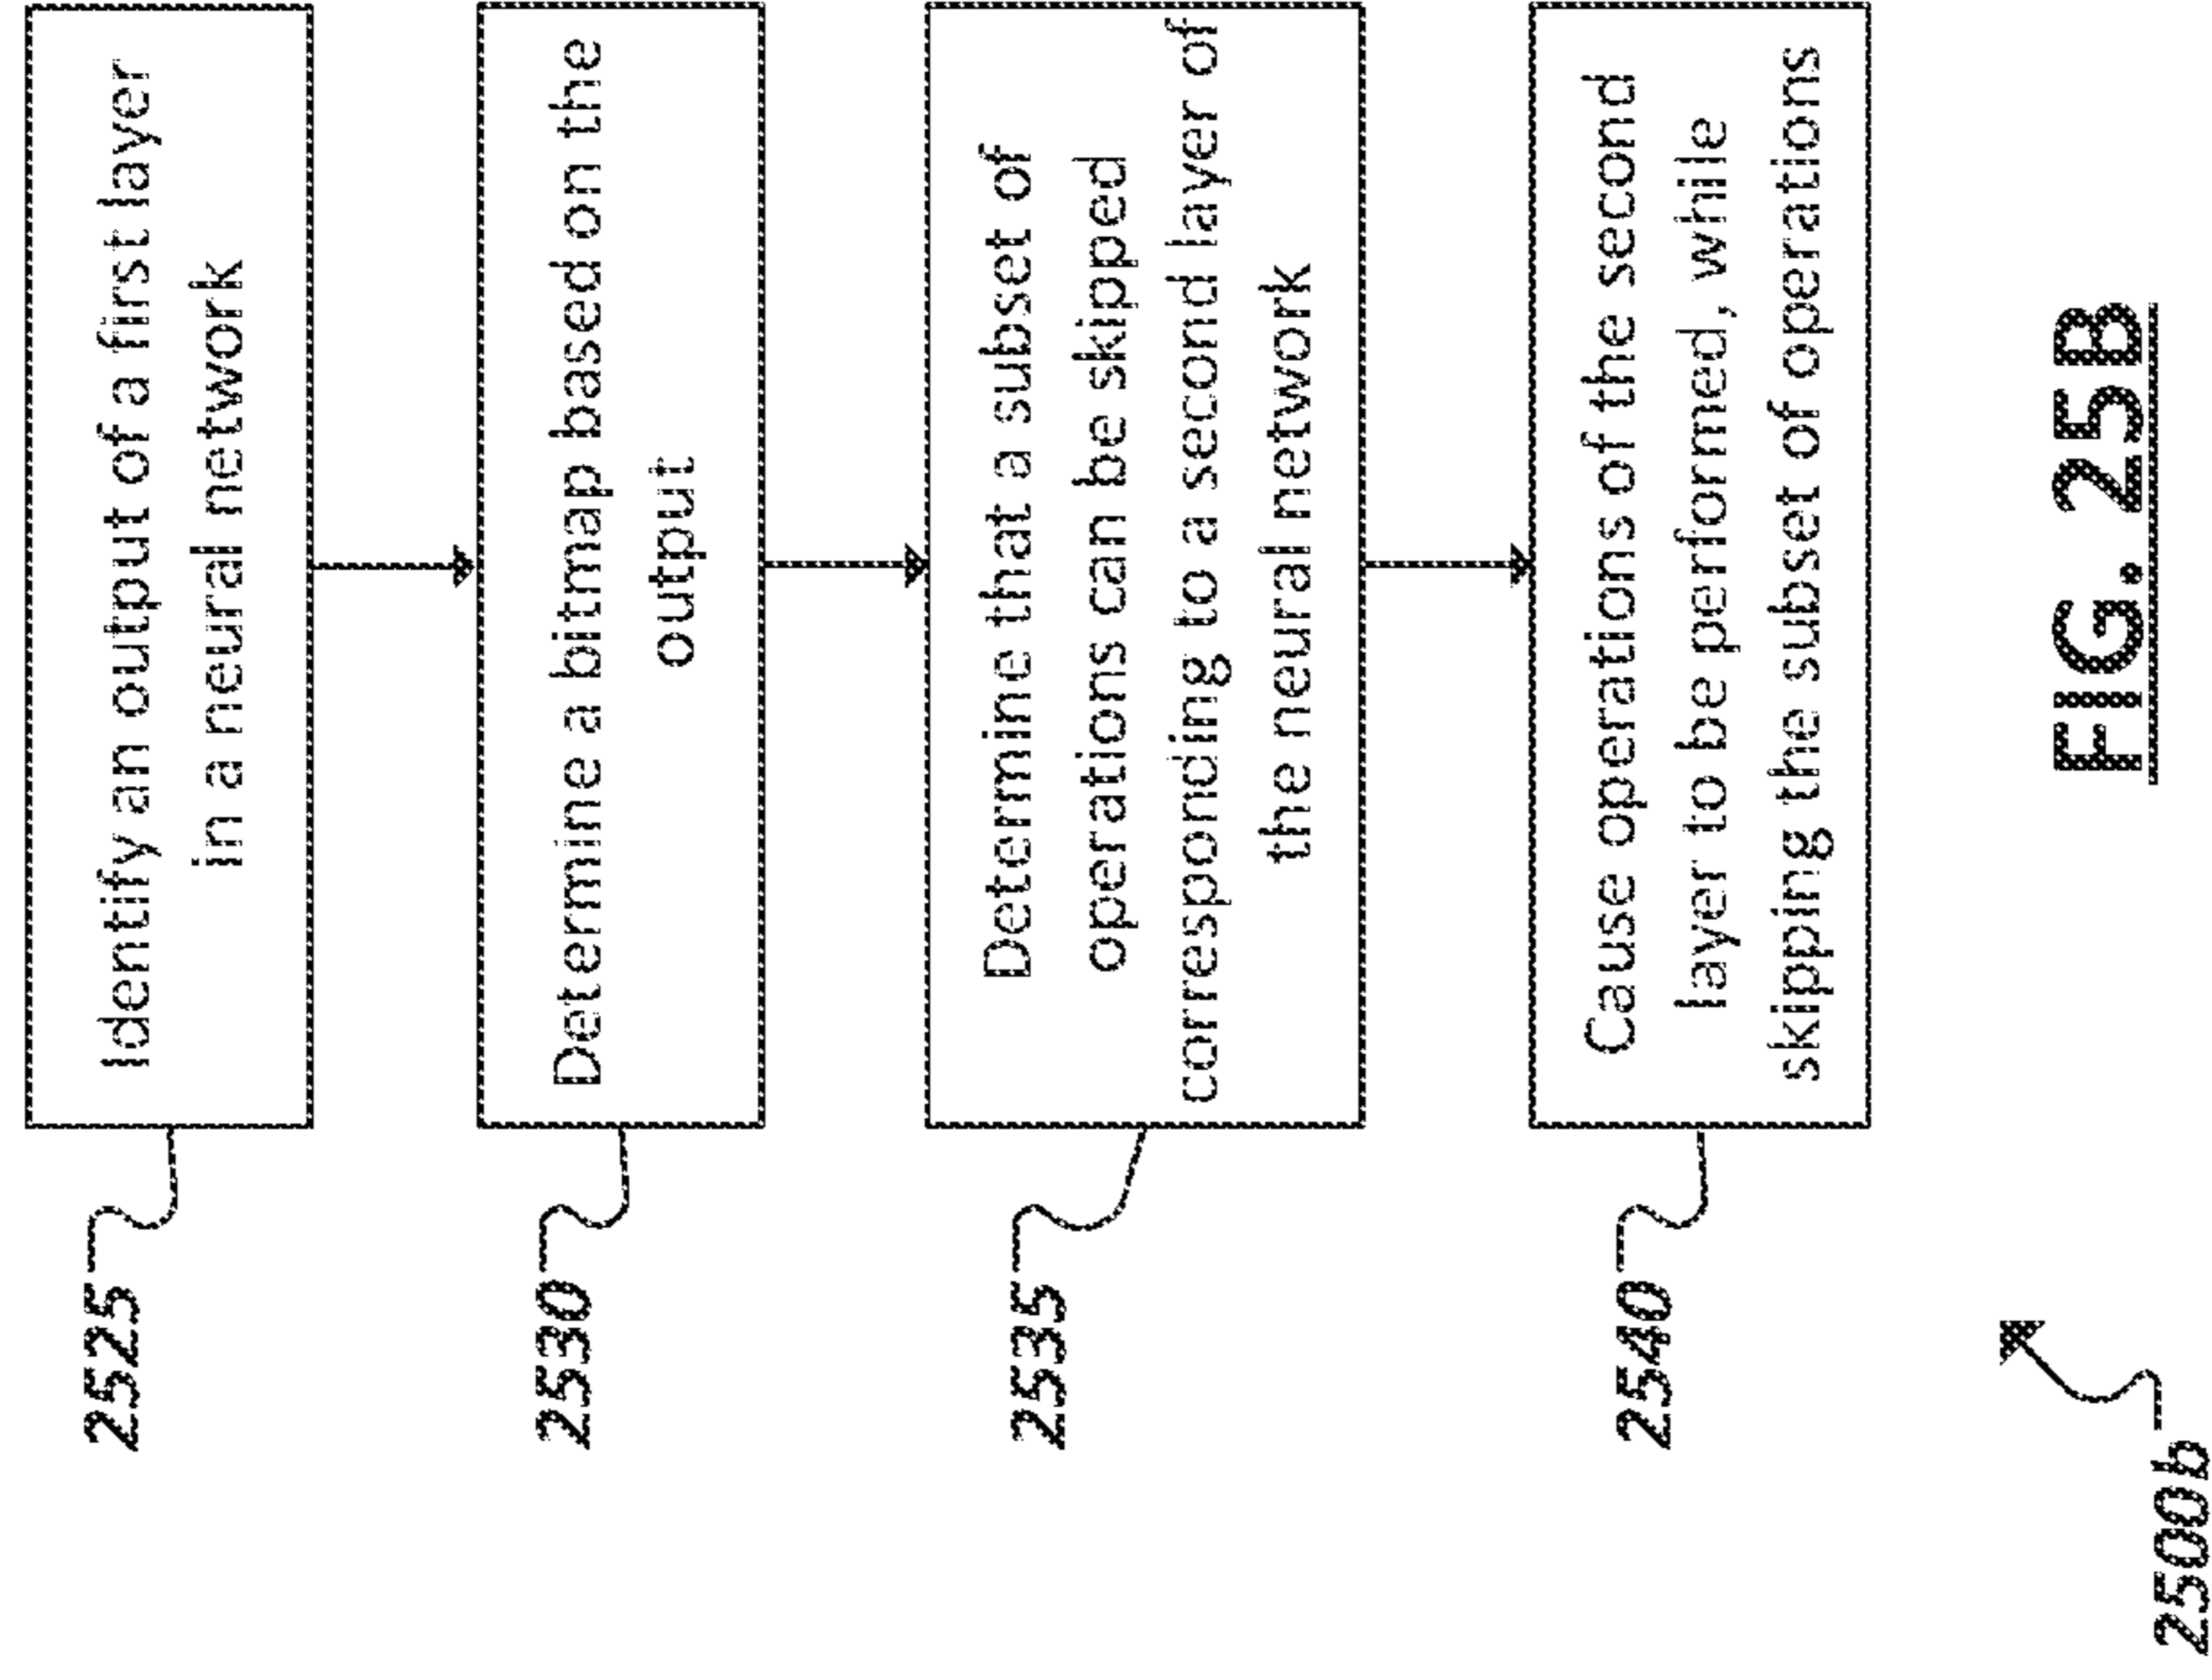 2525
Identify an output of a first layer
in a neural network
2530
Determine a bitmap based on the
output
2535
Determine that a subset of
operations can be skipped
corresponding to a second layer of
the neural network
2540
Cause operations of the second
layer to be performed, while
skipping the subset of operations
2500b
FIG. 25B